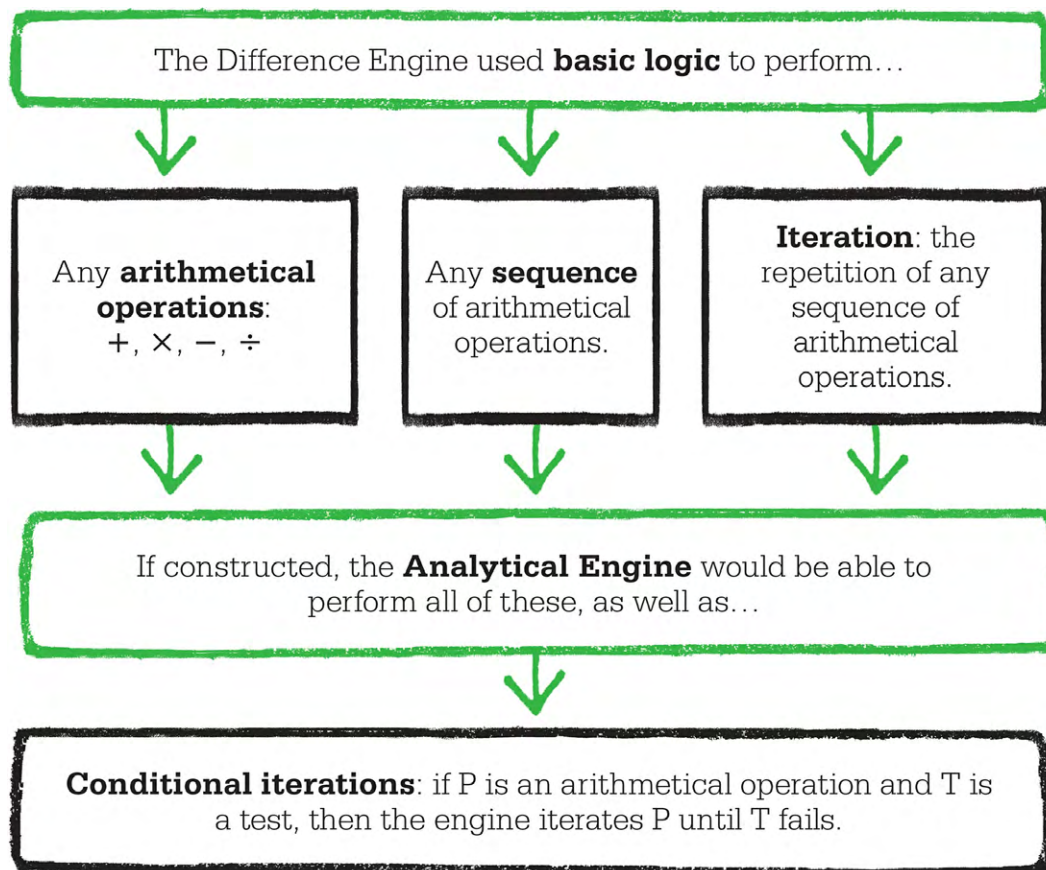 The Difference Engine used basic logic to perform…
Any arithmetical
operations:
+, ×, −, ÷
Any sequence
of arithmetical
operations.
Iteration: the
repetition of any
sequence of
arithmetical
operations.
If constructed, the Analytical Engine would be able to
perform all of these, as well as…
Conditional iterations: if P is an arithmetical operation and T is
a test, then the engine iterates P until T fails.